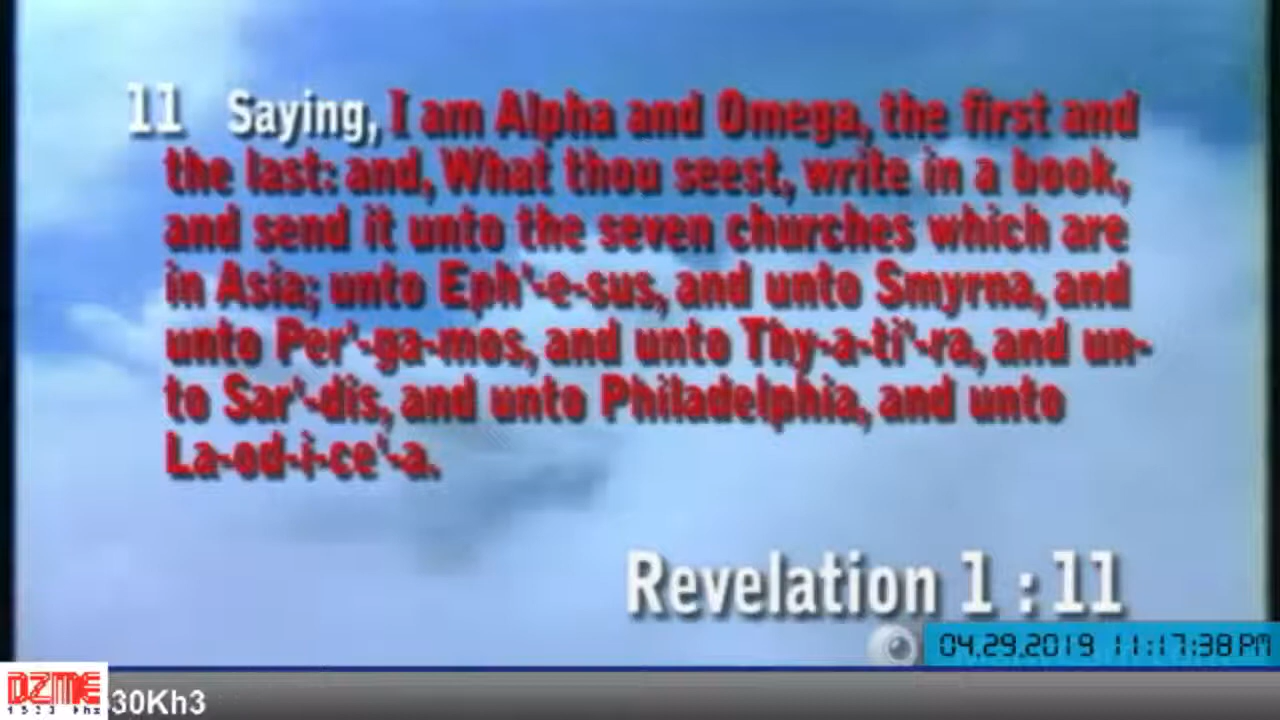 11 Saying, I am Alpha and Omega, the first and
the last: and, What thou seest, write in a book,
and send it unto the seven churches which are
in Asia; unto Eph'-e-sus, and unto Smyrna, and
unto Per'-ga-mos, and unto Thy-a-ti'-ra, and un-
to Sar'-dis, and unto Philadelphia, and unto
La-od-i-ce'-a.
Revelation 1 : 11
04.29.2019 11:17:38 PM
DZME
30Kh3